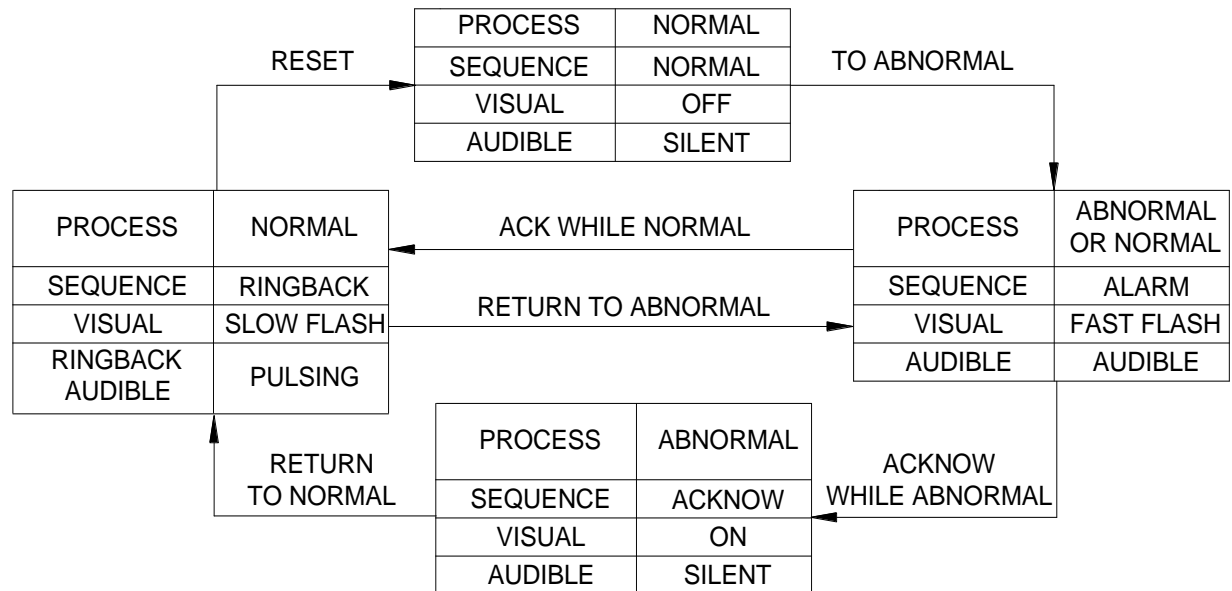 PROCESS NORMAL
RESET
SEQUENCE NORMAL
TO ABNORMAL
VISUAL OFF
AUDIBLE SILENT
PROCESS NORMAL
SEQUENCE RINGBACK
VISUAL SLOW FLASH
RINGBACK
AUDIBLE
PULSING
ACK WHILE NORMAL
RETURN TO ABNORMAL
PROCESS
ABNORMAL
OR NORMAL
SEQUENCE ALARM
VISUAL FAST FLASH
AUDIBLE AUDIBLE
RETURN
TO NORMAL
PROCESS ABNORMAL
SEQUENCE ACKNOW
VISUAL ON
AUDIBLE SILENT
ACKNOW
WHILE ABNORMAL